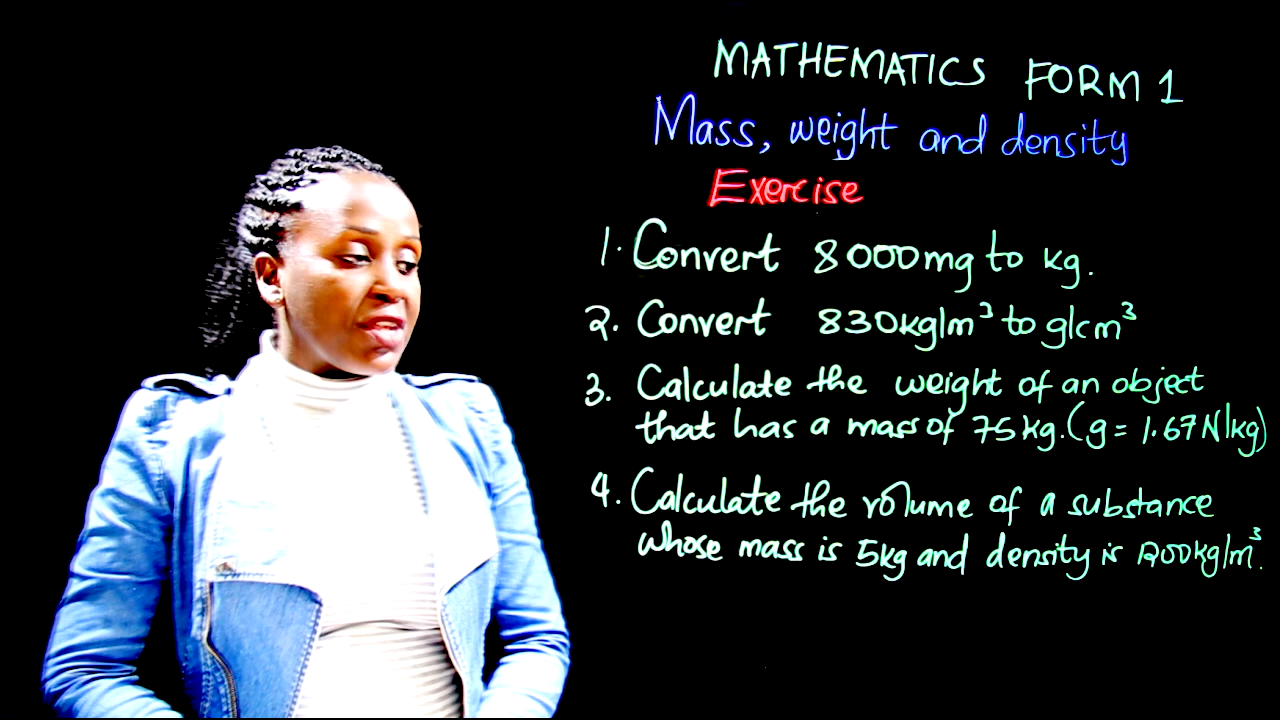 MATHEMATICS FORM 1
Mass, weight and density
Exercise
1. Convert 8000mg to kg.
2. Convert 830kg/m³ to g/cm³
3. Calculate the weight of an object
that has a mass of 75kg. (g = 1.67N/kg)
4. Calculate the volume of a substance
whose mass is 5kg and density is 1200kg/m³.